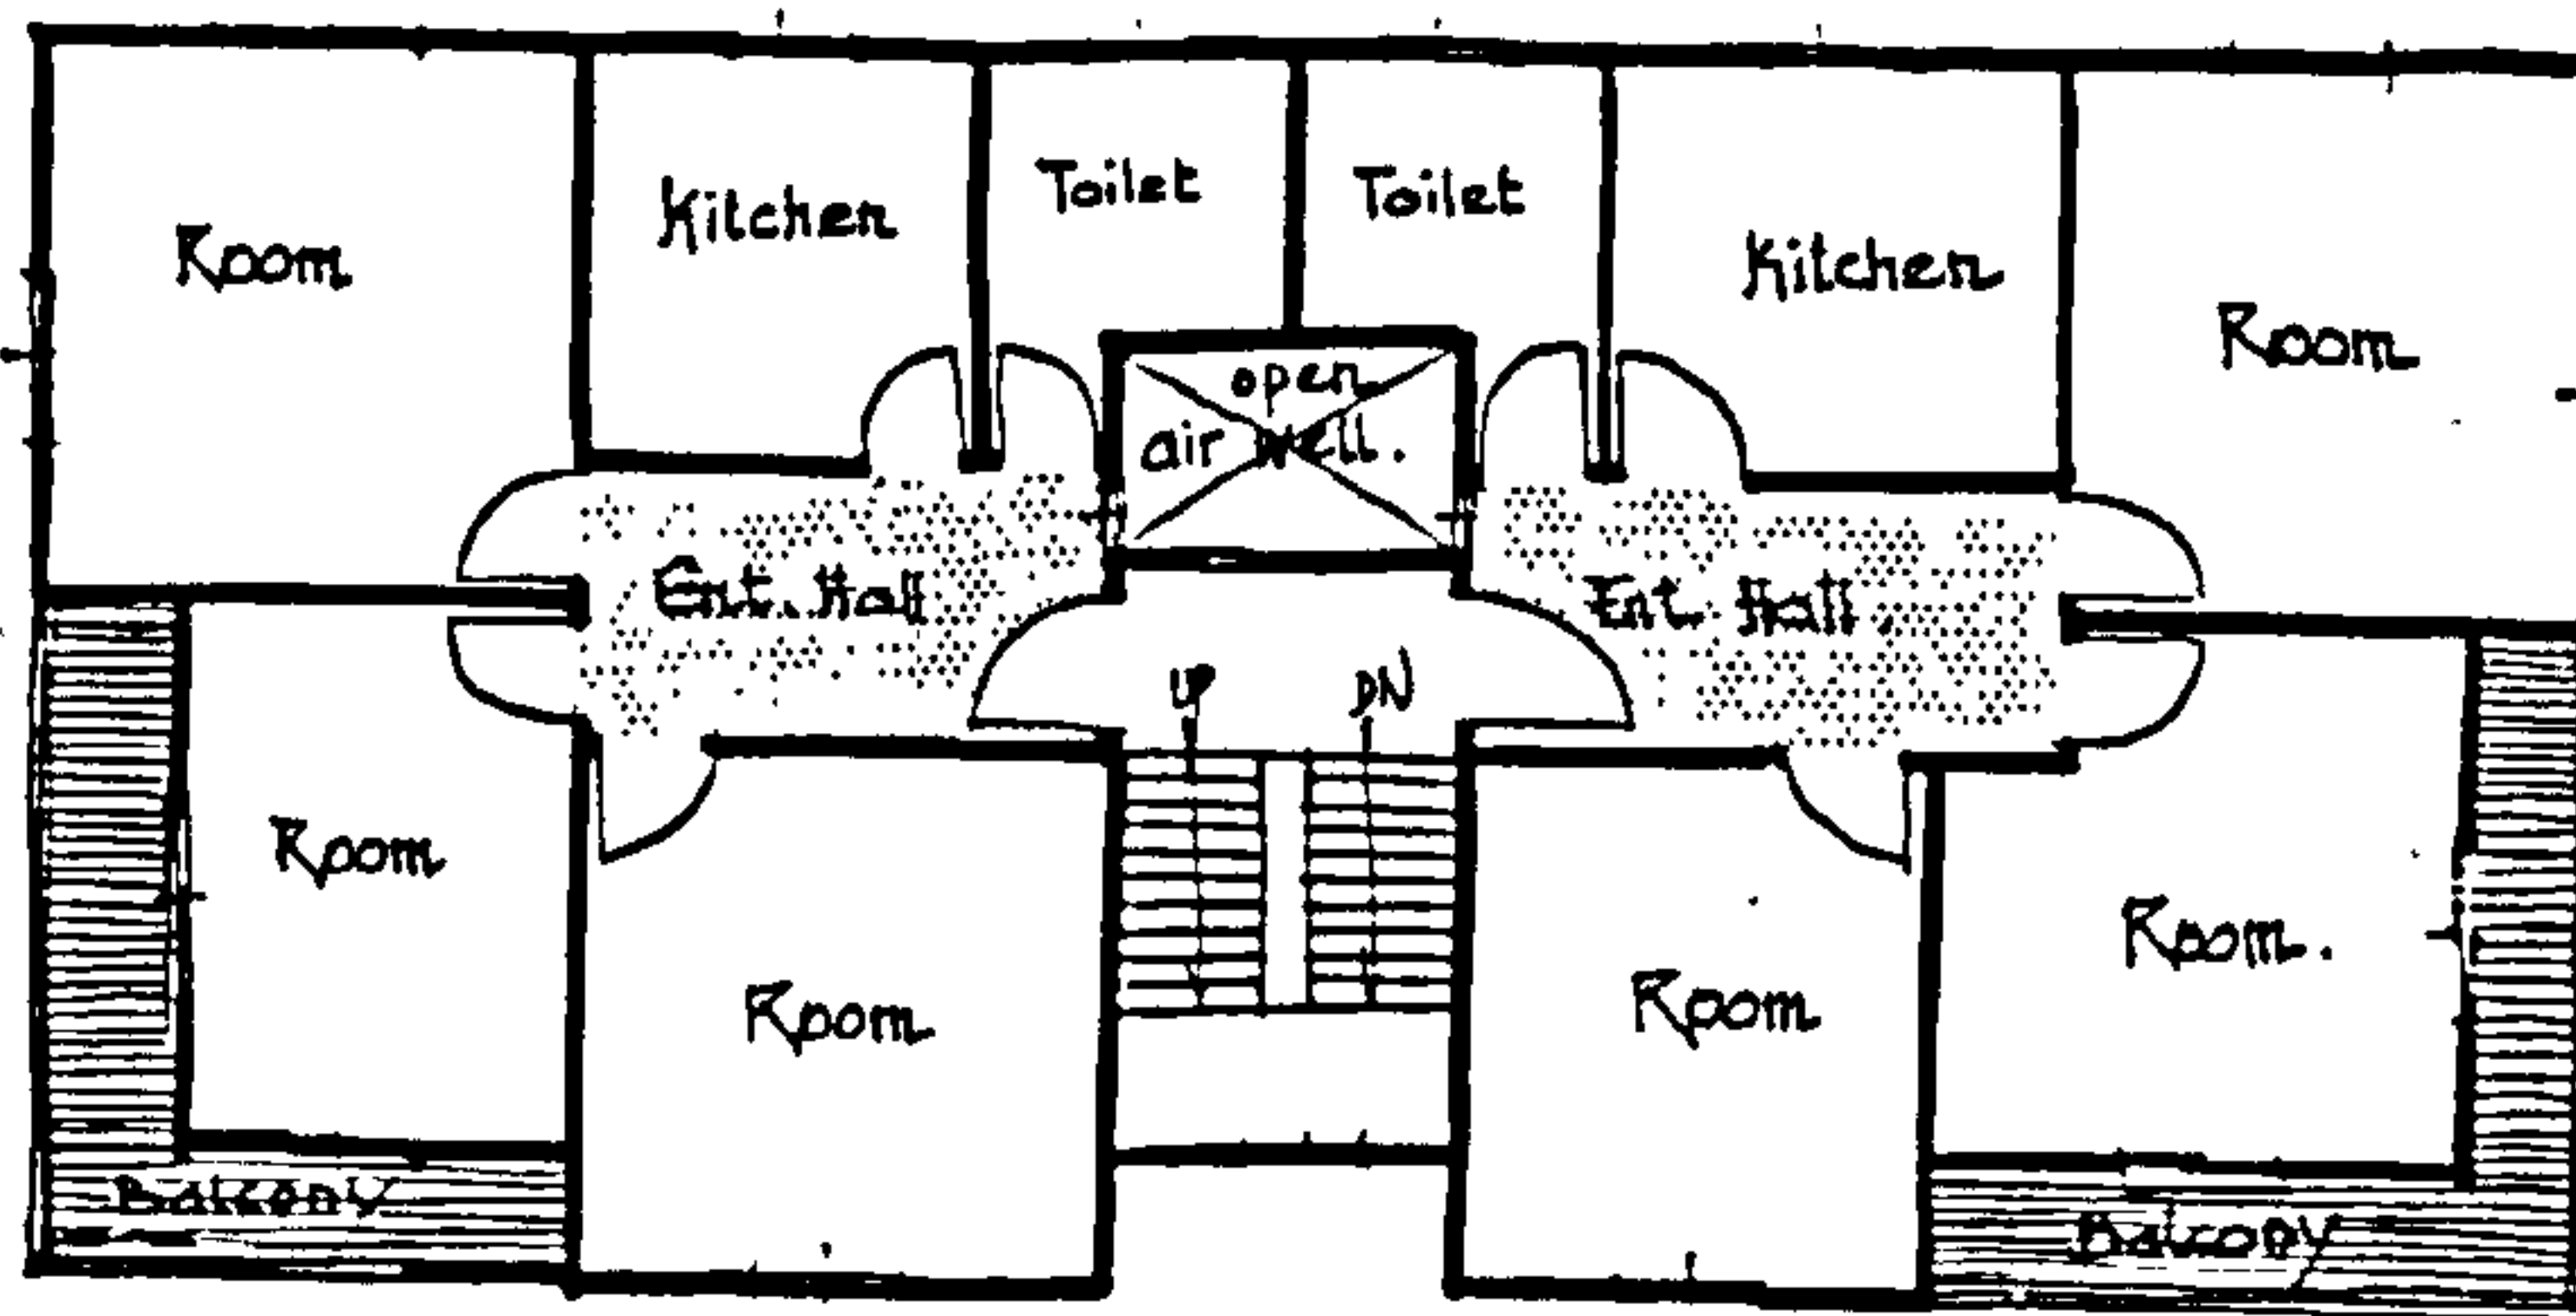 Room
Kitchen
Toilet
Toilet
Kitchen
Room
open
air well.
Ent. Hall
Ent. Hall.
UP
DN
Room
Room
Room
Room.
Balcony
Balcony